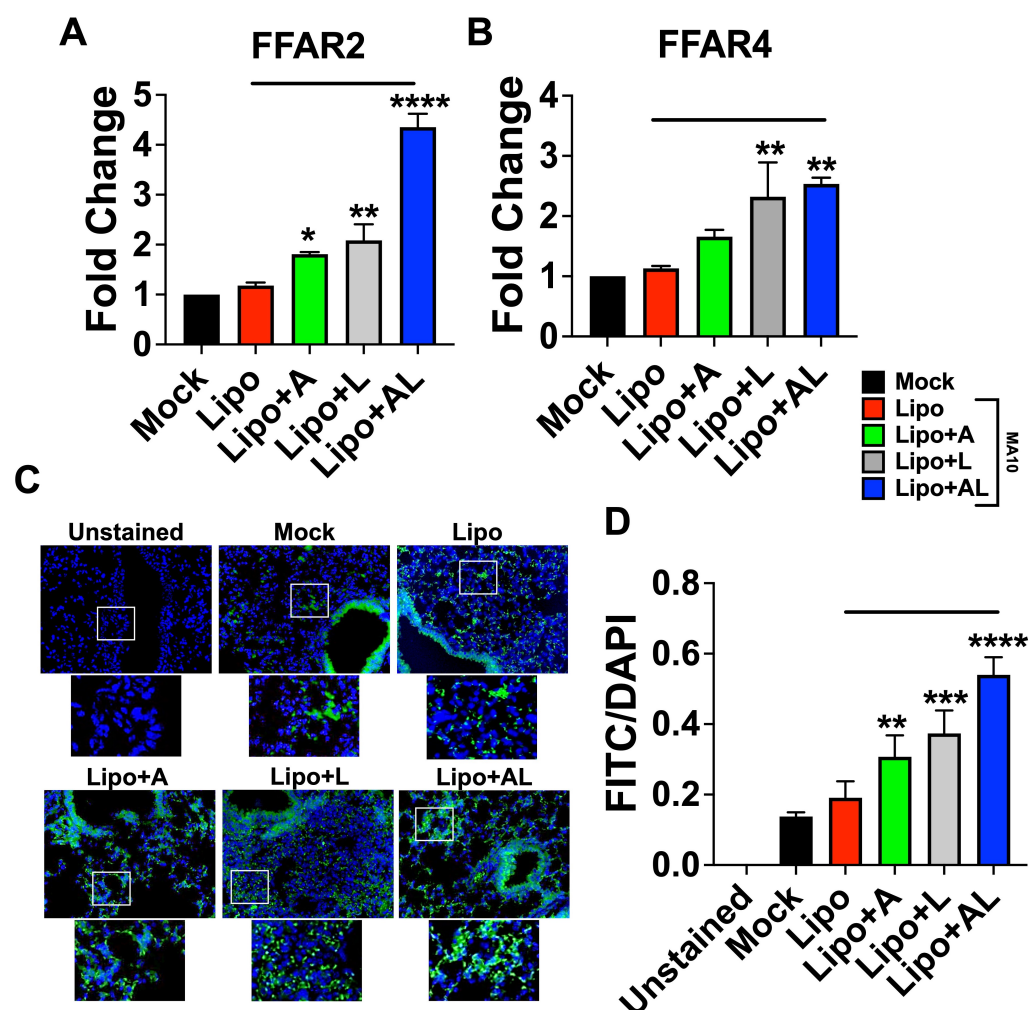 A
FFAR2
Fold Change
5
4
3
2
1
0
*
**
****
Mock
Lipo
Lipo+A
Lipo+L
Lipo+AL
B
FFAR4
Fold Change
4
3
2
1
0
**
**
Mock
Lipo
Lipo+A
Lipo+L
Lipo+AL
Mock
Lipo
Lipo+A
Lipo+L
Lipo+AL
MA10
C
Unstained
Mock
Lipo
Lipo+A
Lipo+L
Lipo+AL
D
FITC/DAPI
0.8
0.6
0.4
0.2
0.0
**
***
****
Unstained
Mock
Lipo
Lipo+A
Lipo+L
Lipo+AL